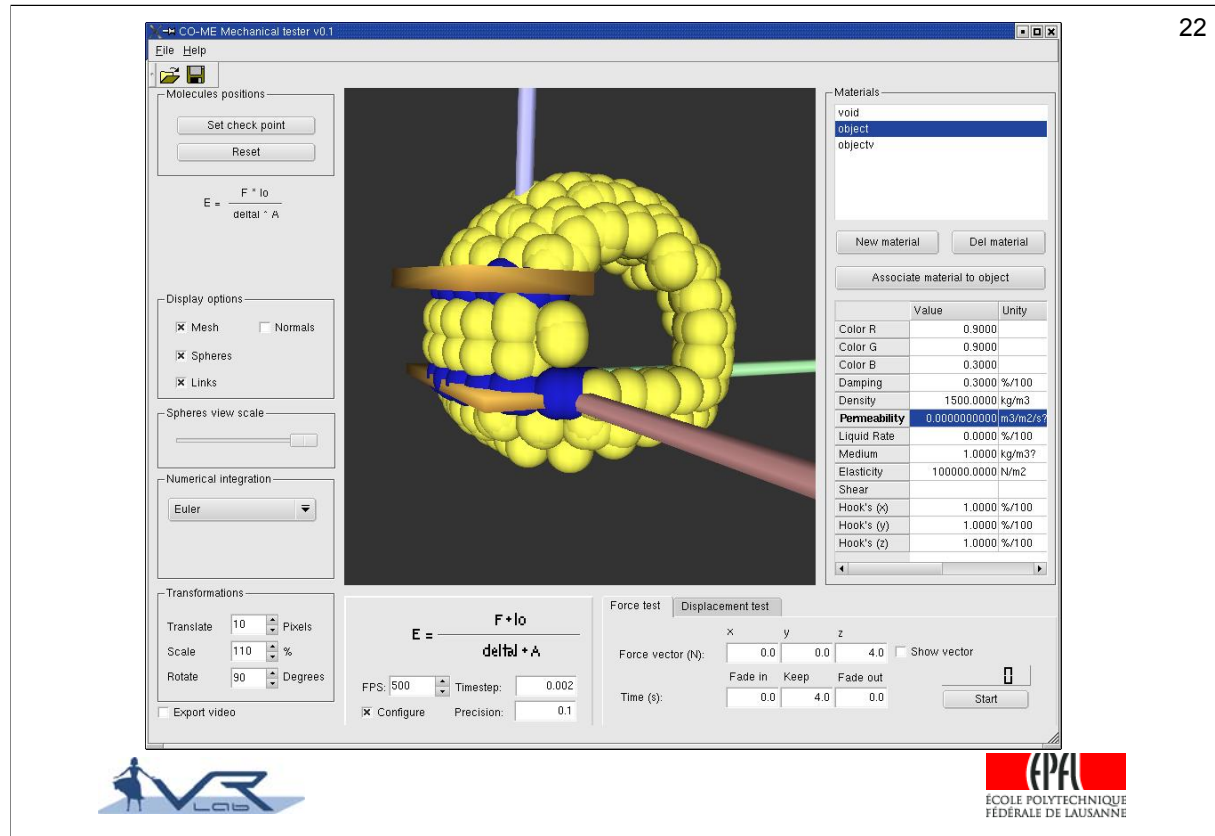 22
CO-ME Mechanical tester v0.1
File Help
Molecules positions
Set check point
Reset
E = F * lo
deltal * A
Display options
Mesh Normals
Spheres
Links
Spheres view scale
Numerical integration
Euler
Transformations
Translate 10 Pixels
Scale 110 %
Rotate 90 Degrees
Export video
E = F + lo
deltal + A
FPS: 500 Timestep: 0.002
Configure Precision: 0.1
Materials
void
object
objectv
New material Del material
Associate material to object
Value Unity
Color R 0.9000
Color G 0.9000
Color B 0.3000
Damping 0.3000 %/100
Density 1500.0000 kg/m3
Permeability 0.0000000000 m3/m2/s?
Liquid Rate 0.0000 %/100
Medium 1.0000 kg/m3?
Elasticity 100000.0000 N/m2
Shear
Hook's (x) 1.0000 %/100
Hook's (y) 1.0000 %/100
Hook's (z) 1.0000 %/100
Force test Displacement test
x y z
Force vector (N): 0.0 0.0 4.0 Show vector
Fade in Keep Fade out
0
Time (s): 0.0 4.0 0.0 Start
VR Lab
EPFL
ÉCOLE POLYTECHNIQUE
FÉDÉRALE DE LAUSANNE